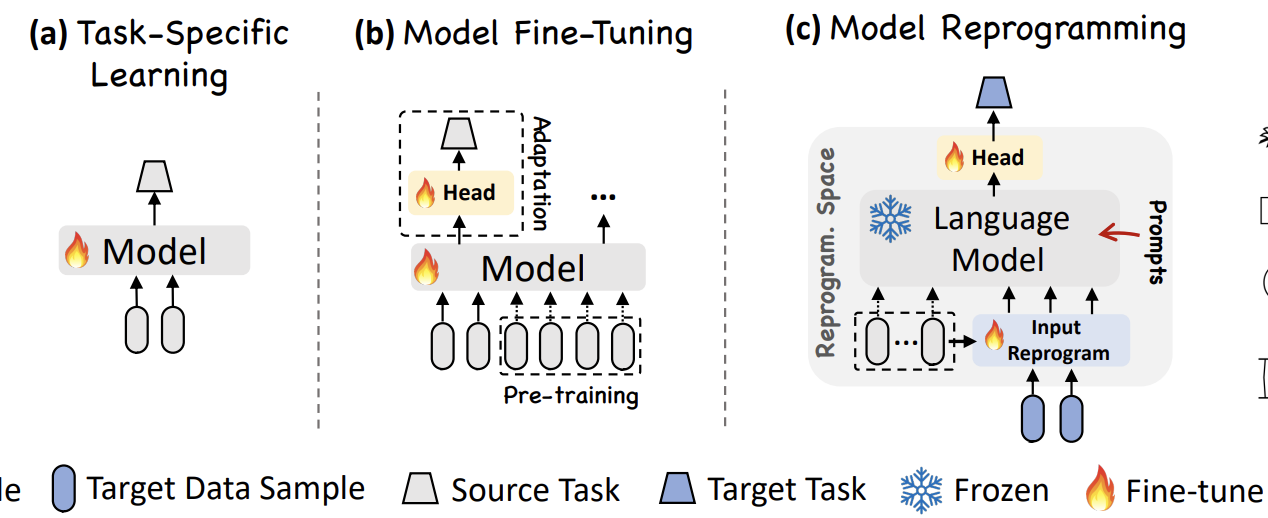 (a) Task-Specific
Learning
Model
(b) Model Fine-Tuning
Adaptation
Head
...
Model
Pre-training
(c) Model Reprogramming
Reprogram. Space
Head
Language
Model
Prompts
...
Input
Reprogram
le
Target Data Sample
Source Task
Target Task
Frozen
Fine-tune